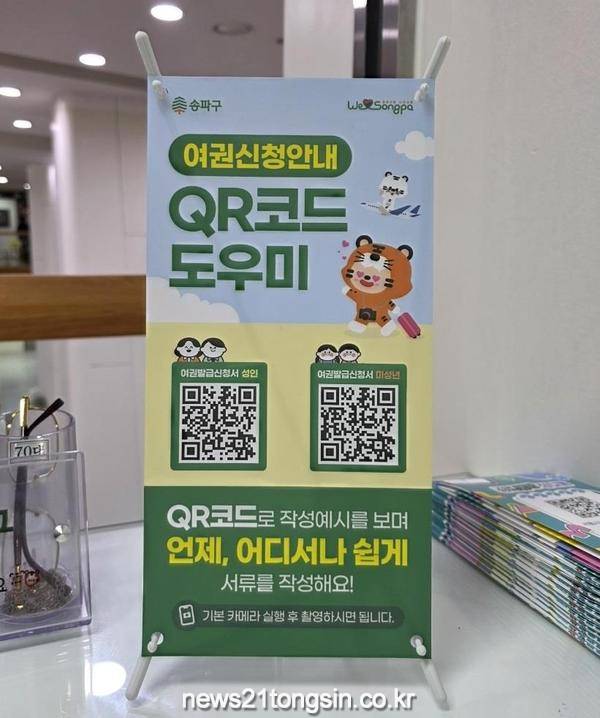 송파구
We Songpa
여권신청안내
QR코드
도우미
여권발급신청서 성인
여권발급신청서 미성년
QR코드로 작성예시를 보며
언제, 어디서나 쉽게
서류를 작성해요!
기본 카메라 실행 후 촬영하시면 됩니다.
70대
news21tongsin.co.kr